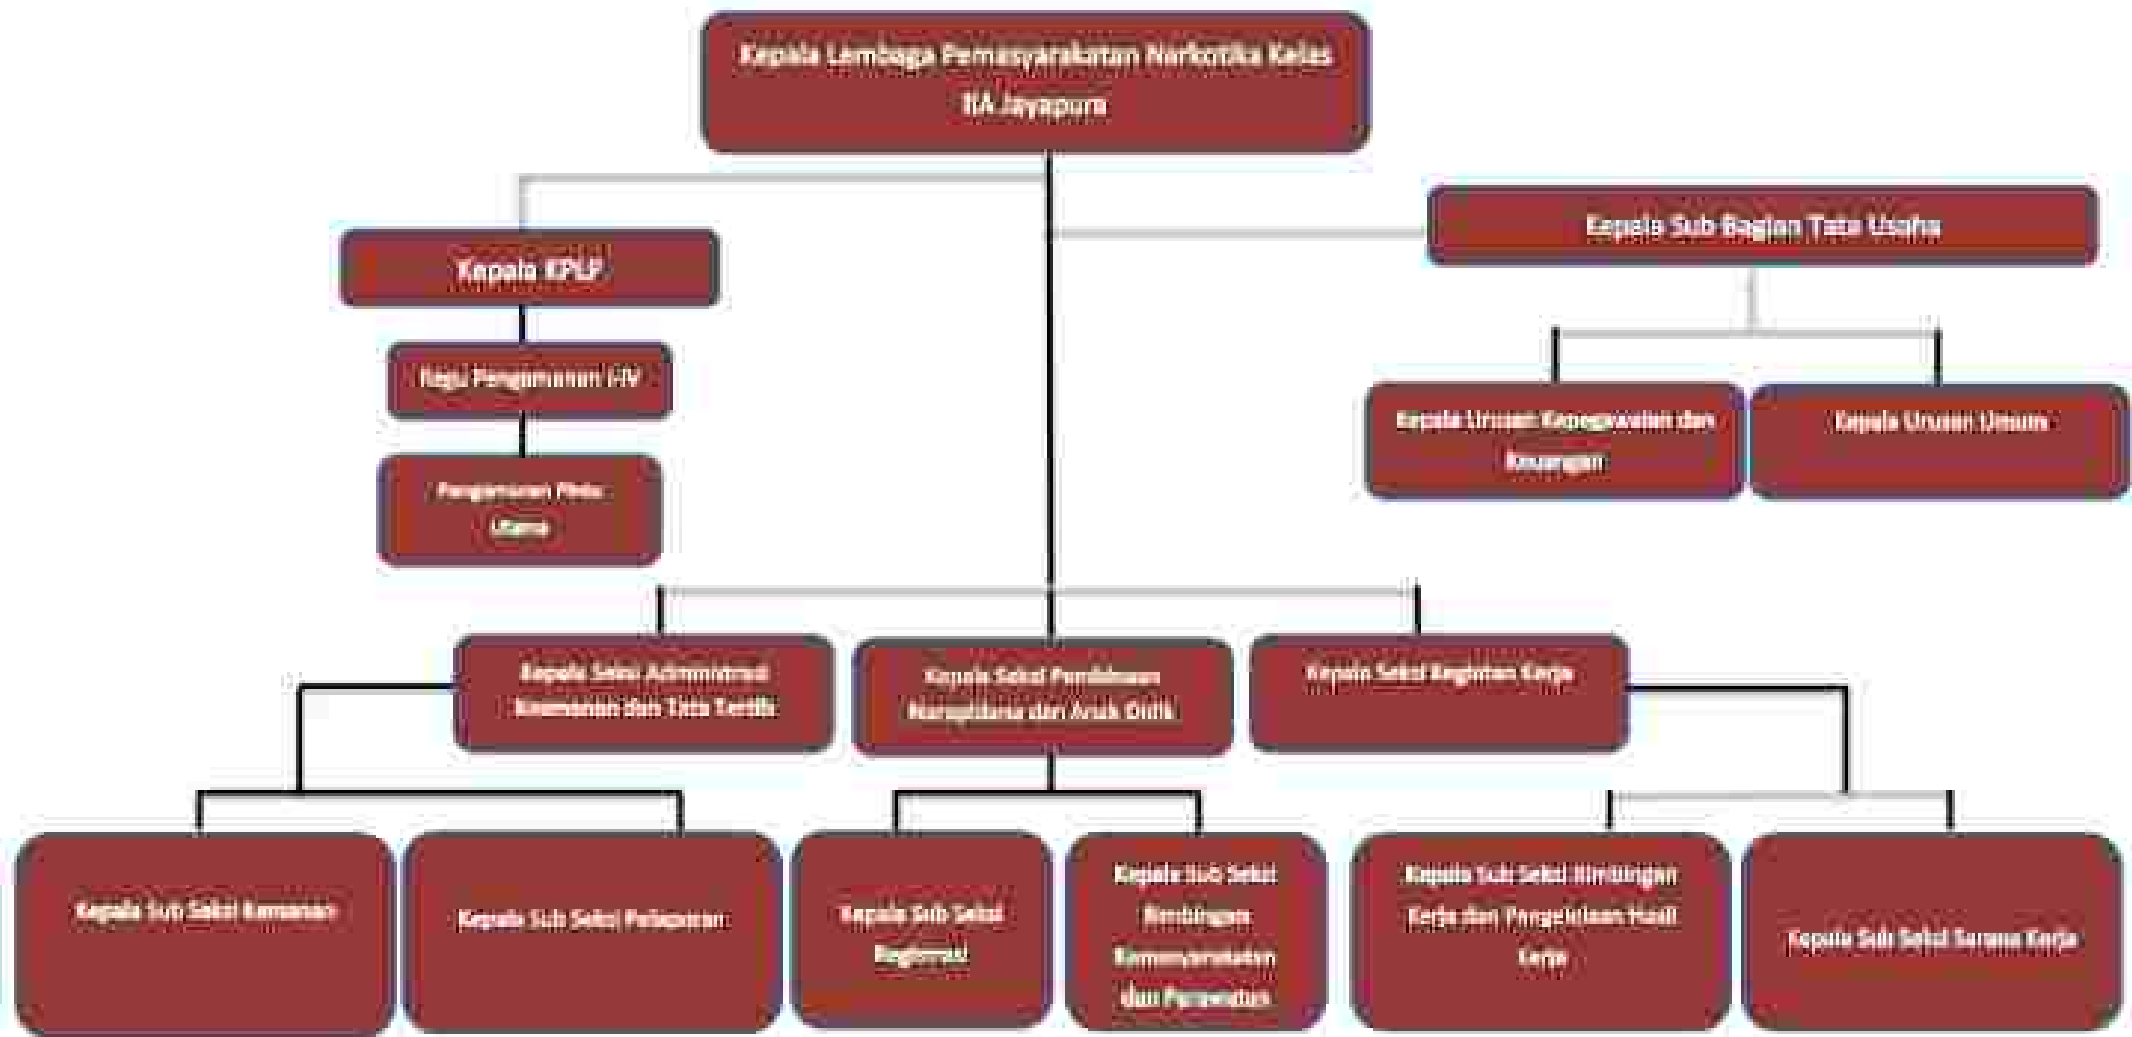 Kepala Lembaga Pemasyarakatan Narkotika Kelas
IIA Jayapura
Kepala Sub Bagian Tata Usaha
Kepala KPLP
Regu Pengamanan I-IV
Kepala Urusan Kepegawaian dan
Keuangan
Kepala Urusan Umum
Pengamanan Pintu
Utama
Kepala Seksi Administrasi
Keamanan dan Tata Tertib
Kepala Seksi Pembinaan
Narapidana dan Anak Didik
Kepala Seksi Kegiatan Kerja
Kepala Sub Seksi Kemanan
Kepala Sub Seksi Pelaporan
Kepala Sub Seksi
Registrasi
Kepala Sub Seksi
Bimbingan
Kemasyarakatan
dan Perawatan
Kepala Sub Seksi Bimbingan
Kerja dan Pengelolaan Hasil
Kerja
Kepala Sub Seksi Sarana Kerja